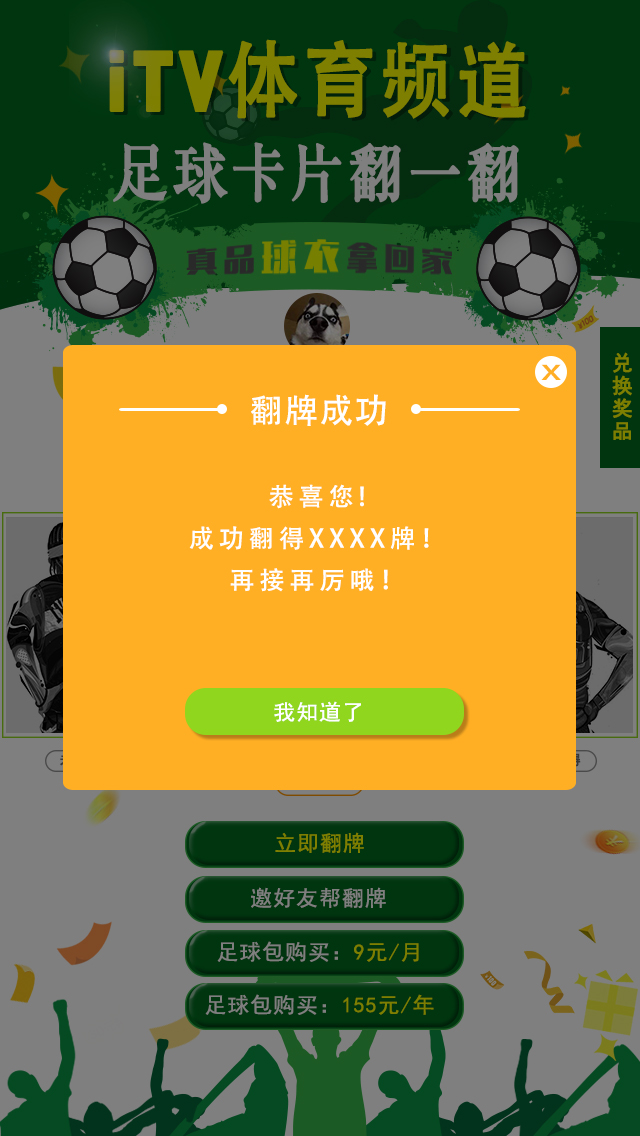 iTV体育频道
足球卡片翻一翻
真品球衣拿回家
¥100
兑换奖品
翻牌成功
恭喜您!
成功翻得XXXX牌!
再接再厉哦!
我知道了
立即翻牌
邀好友帮翻牌
足球包购买：9元/月
足球包购买：155元/年